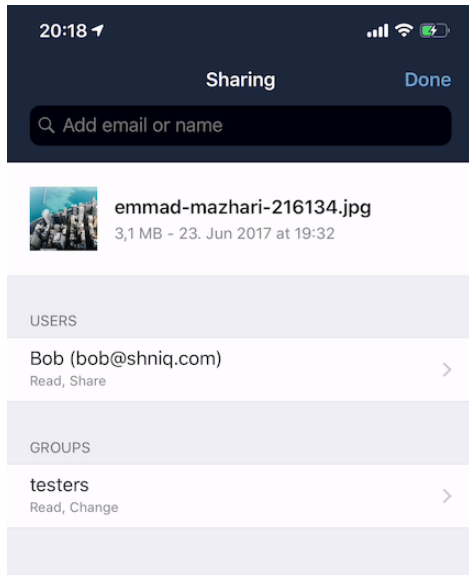 20:18
Sharing
Done
Add email or name
emmad-mazhari-216134.jpg
3,1 MB - 23. Jun 2017 at 19:32
USERS
Bob (bob@shniq.com)
Read, Share
GROUPS
testers
Read, Change